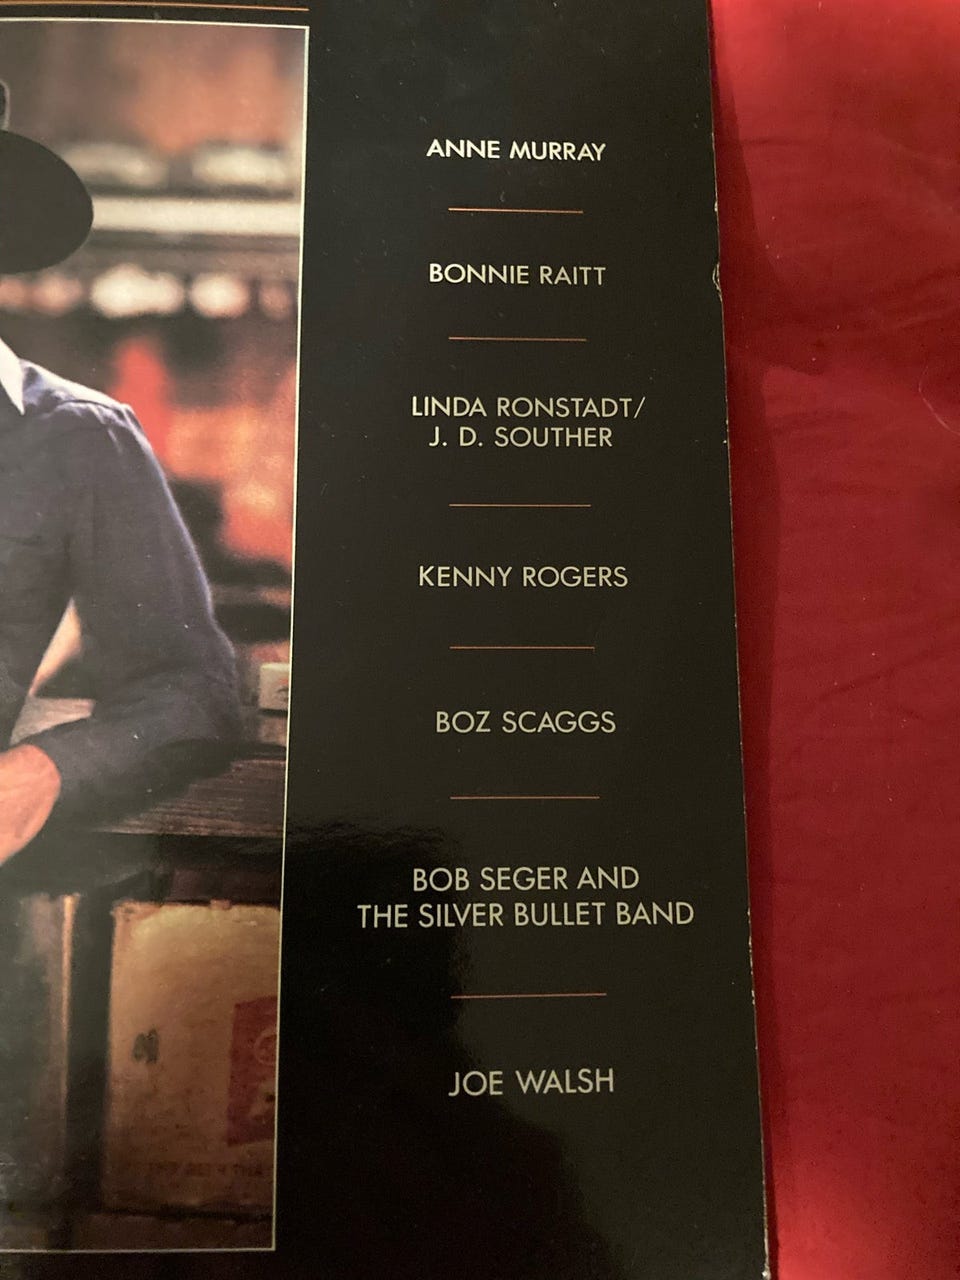 ANNE MURRAY
BONNIE RAITT
LINDA RONSTADT/
J. D. SOUTHER
KENNY ROGERS
BOZ SCAGGS
BOB SEGER AND
THE SILVER BULLET BAND
JOE WALSH